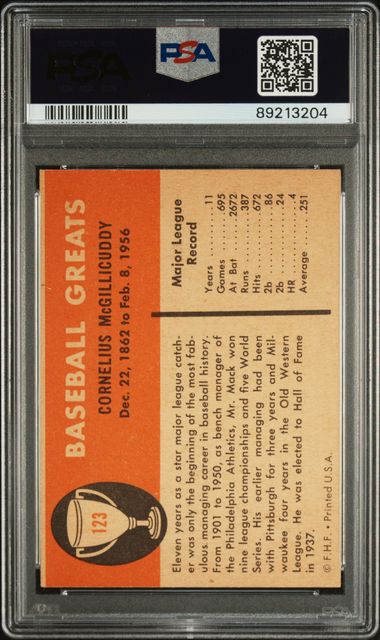 PSA
PSA
89213204
123
BASEBALL GREATS
CORNELIUS McGILLICUDDY
Dec. 22, 1862 to Feb. 8, 1956
Eleven years as a star major league catch-
er was only the beginning of the most fab-
ulous managing career in baseball history.
From 1901 to 1950, as bench manager of
the Philadelphia Athletics, Mr. Mack won
nine league championships and five World
Series. His earlier managing had been
with Pittsburgh for three years and Mil-
waukee four years in the Old Western
League. He was elected to Hall of Fame
in 1937.
© F.H.F. • Printed U.S.A.
Major League
Record
Years ........ 11
Games ...... 695
At Bat .... 2672
Runs ........ 387
Hits .......... 672
2b ............ 86
2b ............ 24
HR ............ 4
Average .... .251